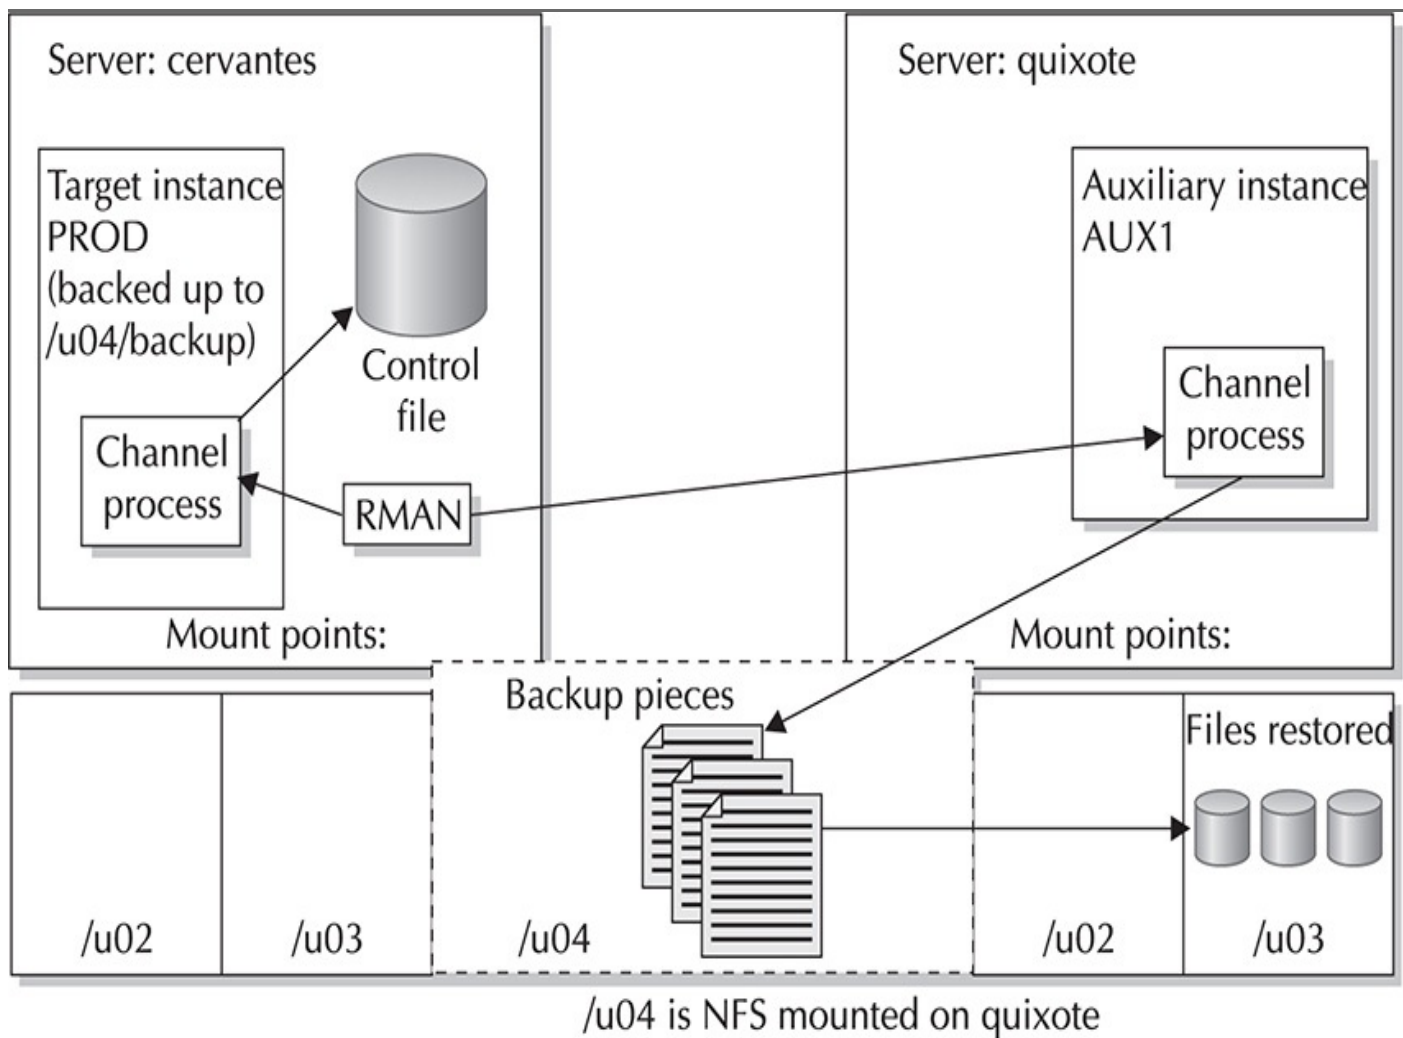 Server: cervantes
Target instance
PROD
(backed up to
/u04/backup)
Control
file
Channel
process
RMAN
Mount points:
Server: quixote
Auxiliary instance
AUX1
Channel
process
Mount points:
Backup pieces
Files restored
/u02
/u03
/u04
/u02
/u03
/u04 is NFS mounted on quixote